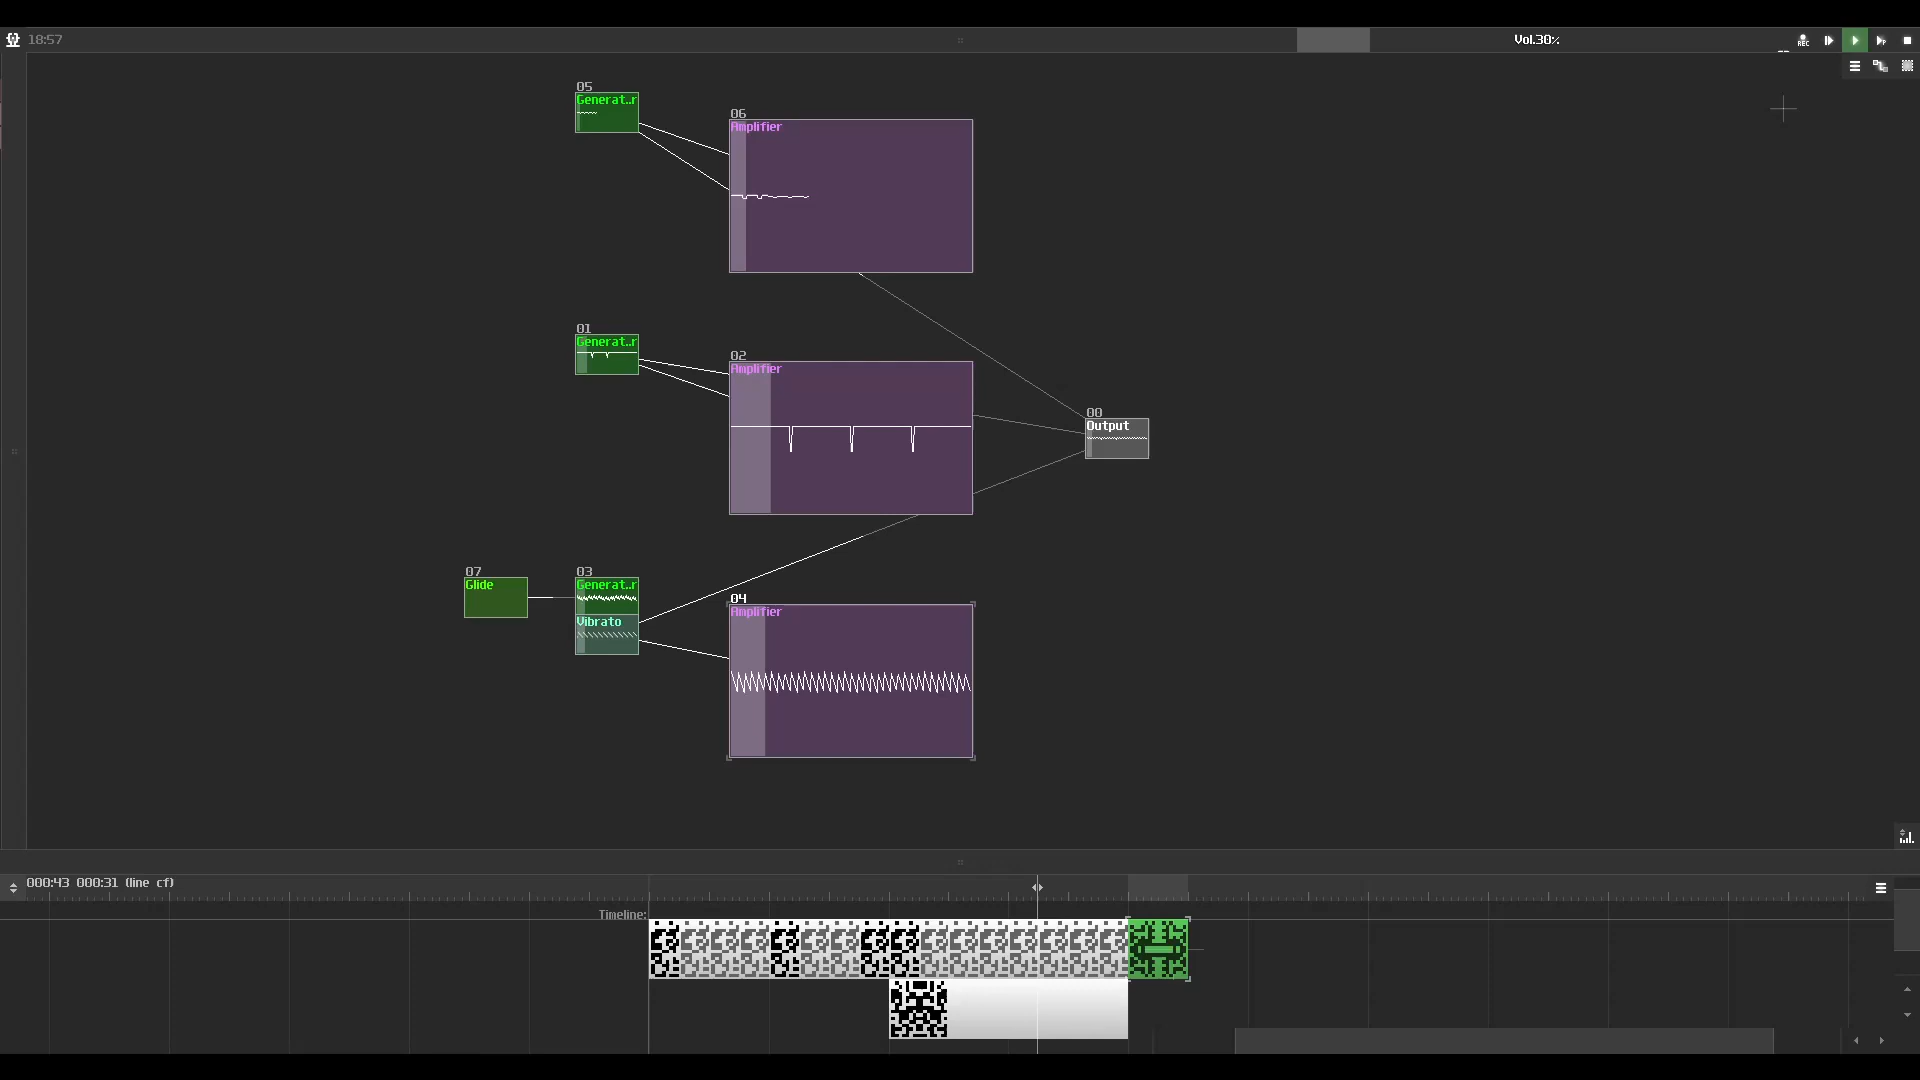 18:57
Vol.30%
REC
05
Generat..r
06
Amplifier
01
Generat..r
02
Amplifier
00
Output
07
Glide
03
Generat..r
Vibrato
04
Amplifier
000:43 000:31 (line cf)
Timeline: